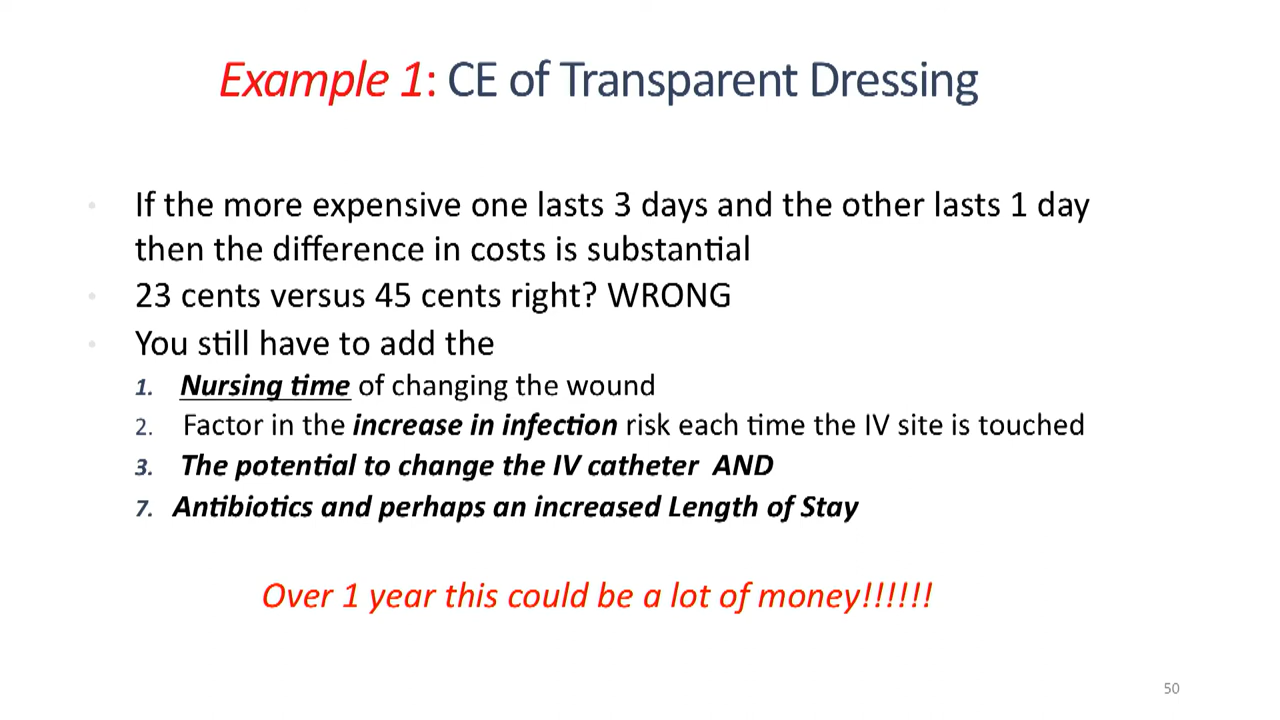 Example 1: CE of Transparent Dressing
• If the more expensive one lasts 3 days and the other lasts 1 day
then the difference in costs is substantial
• 23 cents versus 45 cents right? WRONG
• You still have to add the
1. Nursing time of changing the wound
2. Factor in the increase in infection risk each time the IV site is touched
3. The potential to change the IV catheter AND
7. Antibiotics and perhaps an increased Length of Stay
Over 1 year this could be a lot of money!!!!!!
50